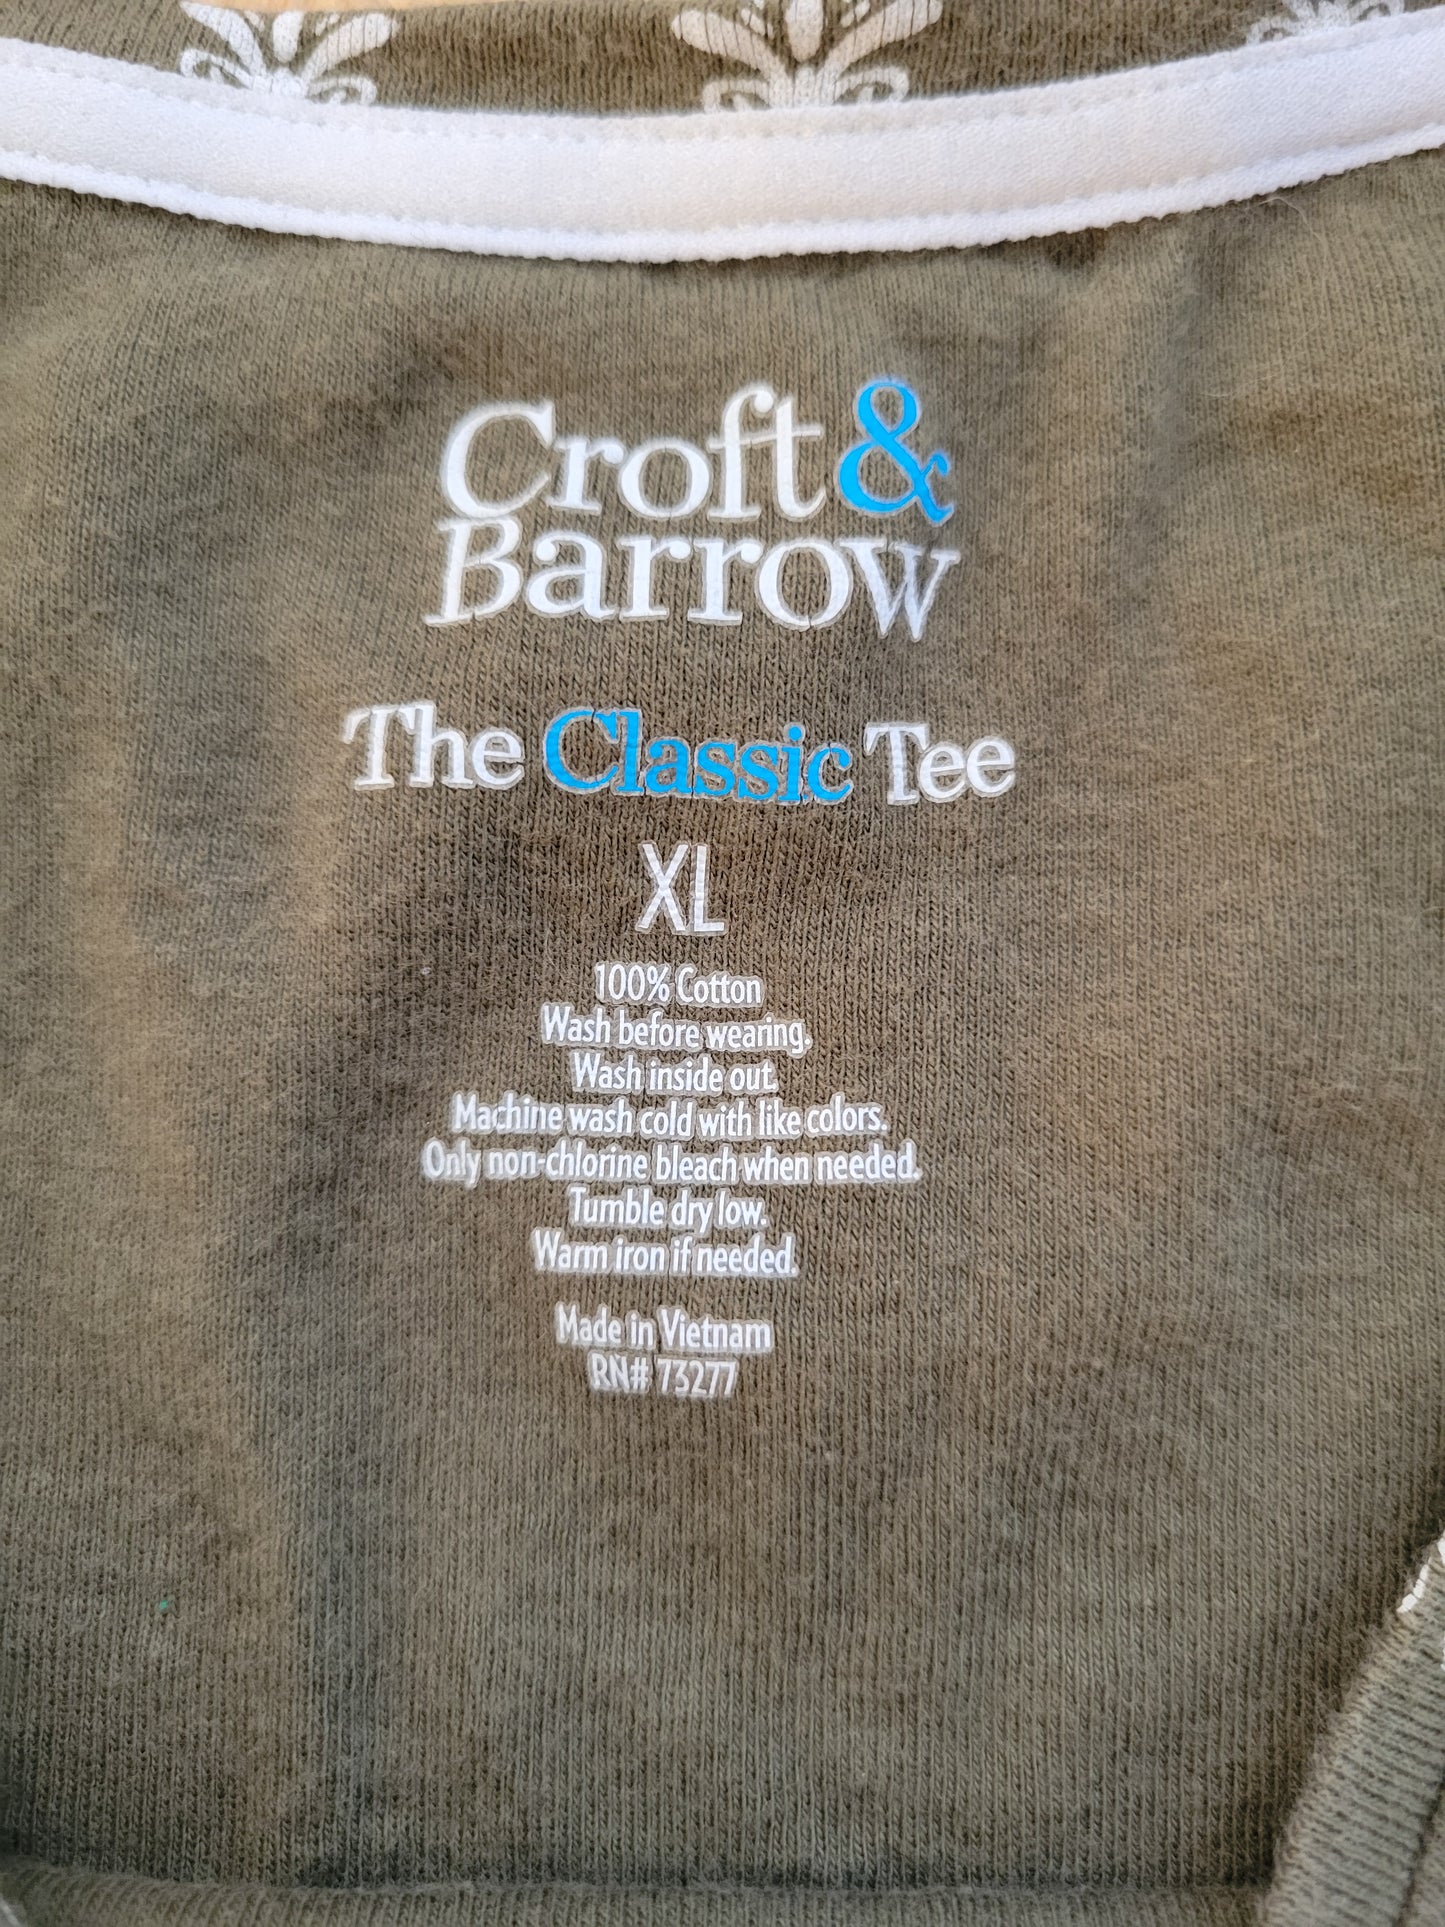 Croft &
Barrow
The Classic Tee
XL
100% Cotton
Wash before wearing.
Wash inside out.
Machine wash cold with like colors.
Only non-chlorine bleach when needed.
Tumble dry low.
Warm iron if needed.
Made in Vietnam
RN# 73277